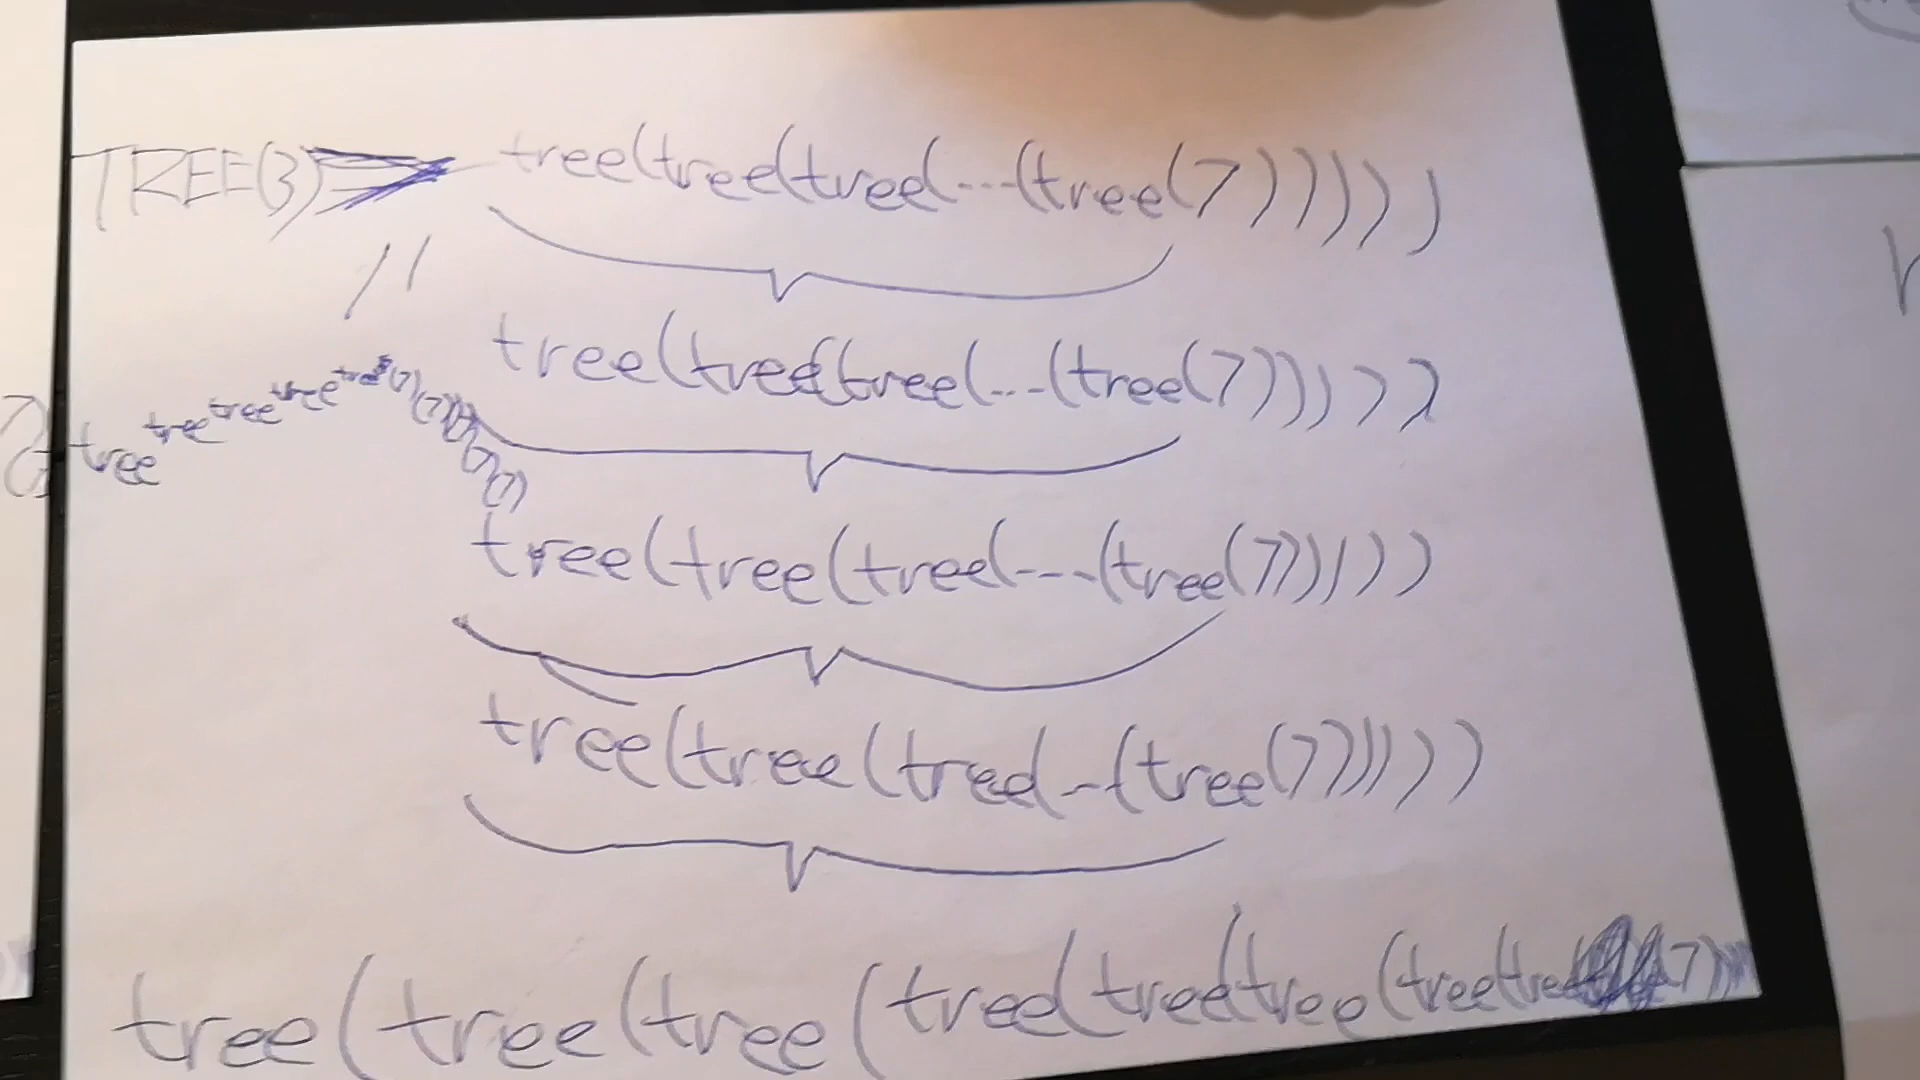 TREE(3) ≥ tree(tree(tree(---(tree(7)))))
//
tree(tree(tree(...(tree(7))))))
tree tree tree tree tree (7)(7)(7)(7)
tree(tree(tree(---(tree(7)))))
tree(tree(tree(--(tree(7))))))
tree(tree(tree(tree(tree(tree(tree(tree 7)